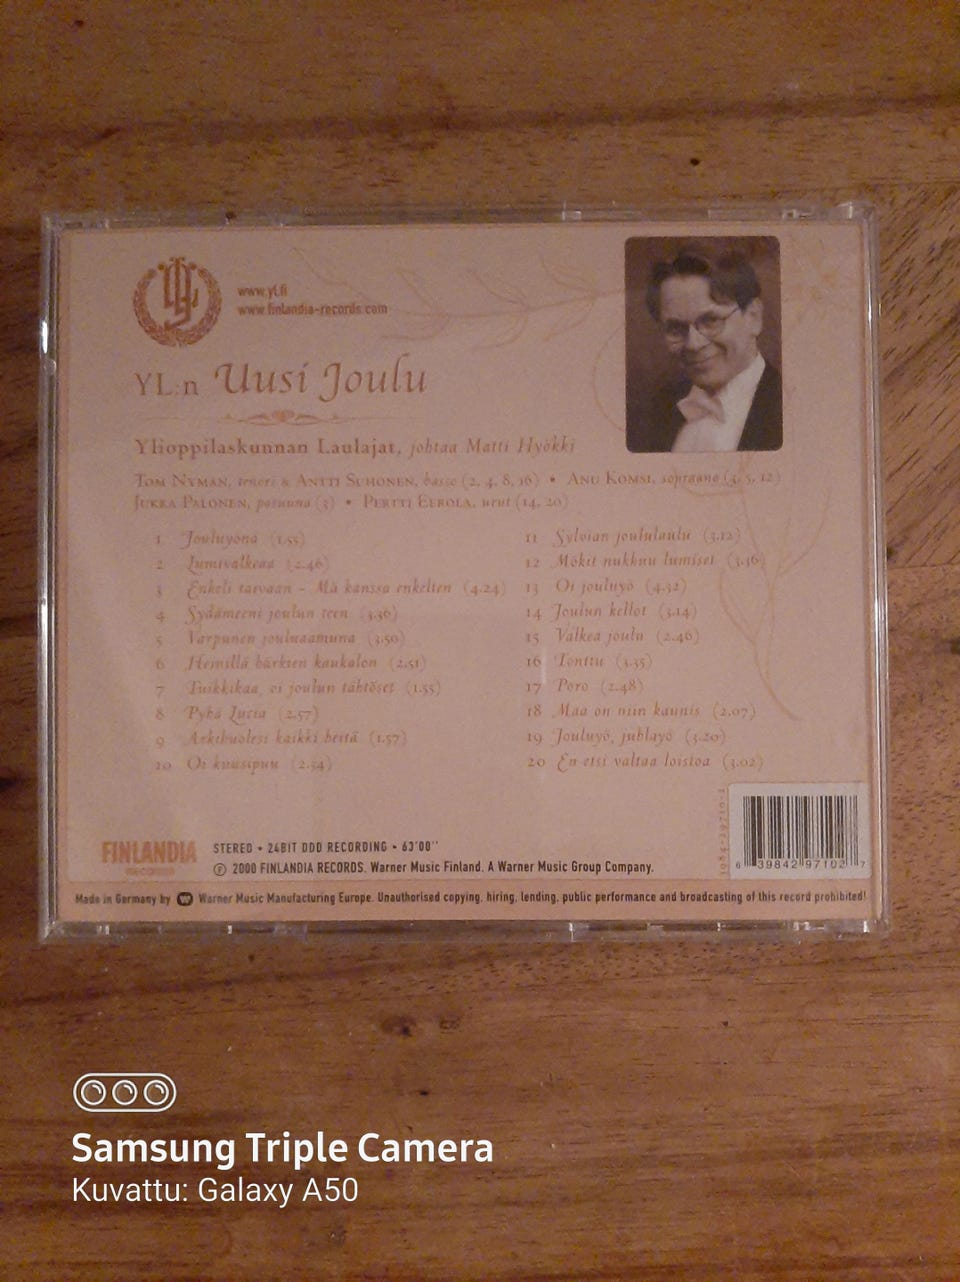 YL
www.yl.fi
www.finlandia-records.com
YL:n Uusi Joulu
Ylioppilaskunnan Laulajat, johtaa Matti Hyökki
Tom Nyman, tenori & Antti Suhonen, basso (2, 4, 8, 16) • Anu Komsi, sopraano (3, 5, 12)
Jukka Palonen, pasuuna (3) • Pertti Eerola, urut (14, 20)
1 Jouluyönä (1.55)
2 Lumivalkeaa (2.46)
3 Enkeli taivaan - Mä kanssa enkelten (4.24)
4 Sydämeeni joulun teen (3.36)
5 Varpunen jouluaamuna (3.50)
6 Heinillä härkien kaukalon (2.51)
7 Tuikkikaa, oi joulun tähtöset (1.55)
8 Pyhä Lucia (2.57)
9 Arkihuolesi kaikki heitä (1.57)
10 Oi kuusipuu (2.34)
11 Sylvian joululaulu (3.12)
12 Mökit nukkuu lumiset (3.36)
13 Oi jouluyö (4.32)
14 Joulun kellot (3.14)
15 Valkea joulu (2.46)
16 Tonttu (3.35)
17 Poro (2.48)
18 Maa on niin kaunis (2.07)
19 Jouluyö, juhlayö (3.20)
20 En etsi valtaa loistoa (3.02)
3984-29710-2
6 39842 97102 7
FINLANDIA
RECORDS
STEREO • 24BIT DDD RECORDING • 63'00''
Ⓟ 2000 FINLANDIA RECORDS. Warner Music Finland. A Warner Music Group Company.
Made in Germany by Warner Music Manufacturing Europe. Unauthorised copying, hiring, lending, public performance and broadcasting of this record prohibited!
Samsung Triple Camera
Kuvattu: Galaxy A50